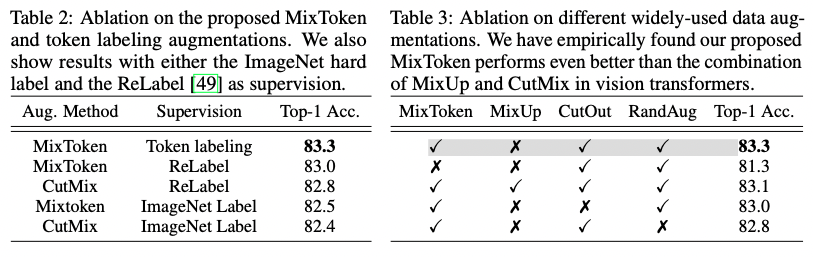 Table 2: Ablation on the proposed MixToken
and token labeling augmentations. We also
show results with either the ImageNet hard
label and the ReLabel [49] as supervision.
Aug. Method Supervision Top-1 Acc.
MixToken Token labeling 83.3
MixToken ReLabel 83.0
CutMix ReLabel 82.8
Mixtoken ImageNet Label 82.5
CutMix ImageNet Label 82.4
Table 3: Ablation on different widely-used data aug-
mentations. We have empirically found our proposed
MixToken performs even better than the combination
of MixUp and CutMix in vision transformers.
MixToken MixUp CutOut RandAug Top-1 Acc.
✓ ✗ ✓ ✓ 83.3
✗ ✗ ✓ ✓ 81.3
✓ ✓ ✓ ✓ 83.1
✓ ✗ ✗ ✓ 83.0
✓ ✗ ✓ ✗ 82.8